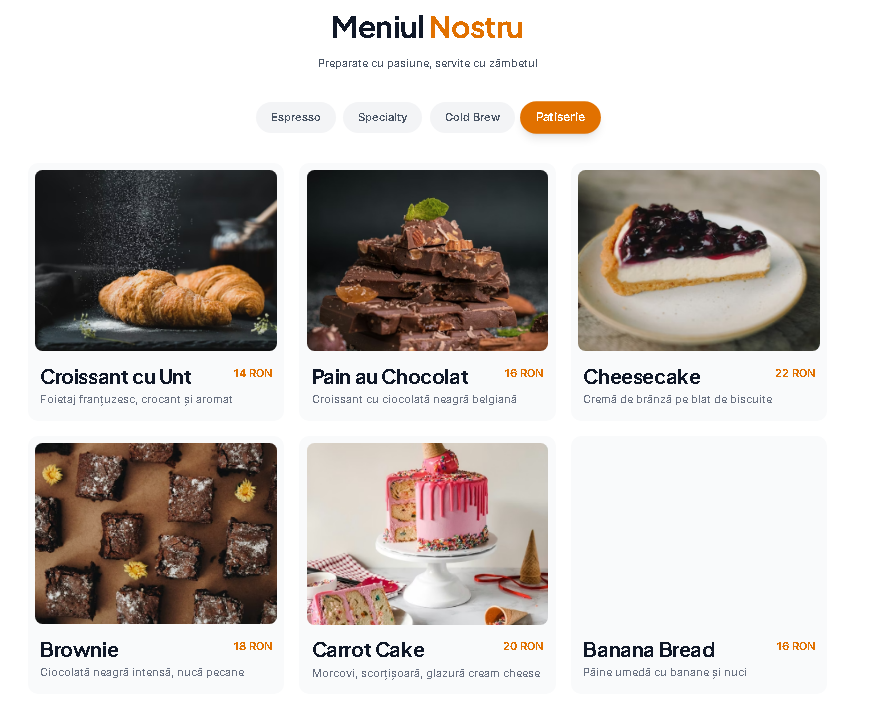 Meniul Nostru
Preparate cu pasiune, servite cu zâmbetul
Espresso Specialty Cold Brew Patiserie
Croissant cu Unt 14 RON
Foietaj franțuzesc, crocant și aromat
Pain au Chocolat 16 RON
Croissant cu ciocolată neagră belgiană
Cheesecake 22 RON
Cremă de brânză pe blat de biscuite
Brownie 18 RON
Ciocolată neagră intensă, nucă pecane
Carrot Cake 20 RON
Morcovi, scorțișoară, glazură cream cheese
Banana Bread 16 RON
Pâine umedă cu banane și nuci